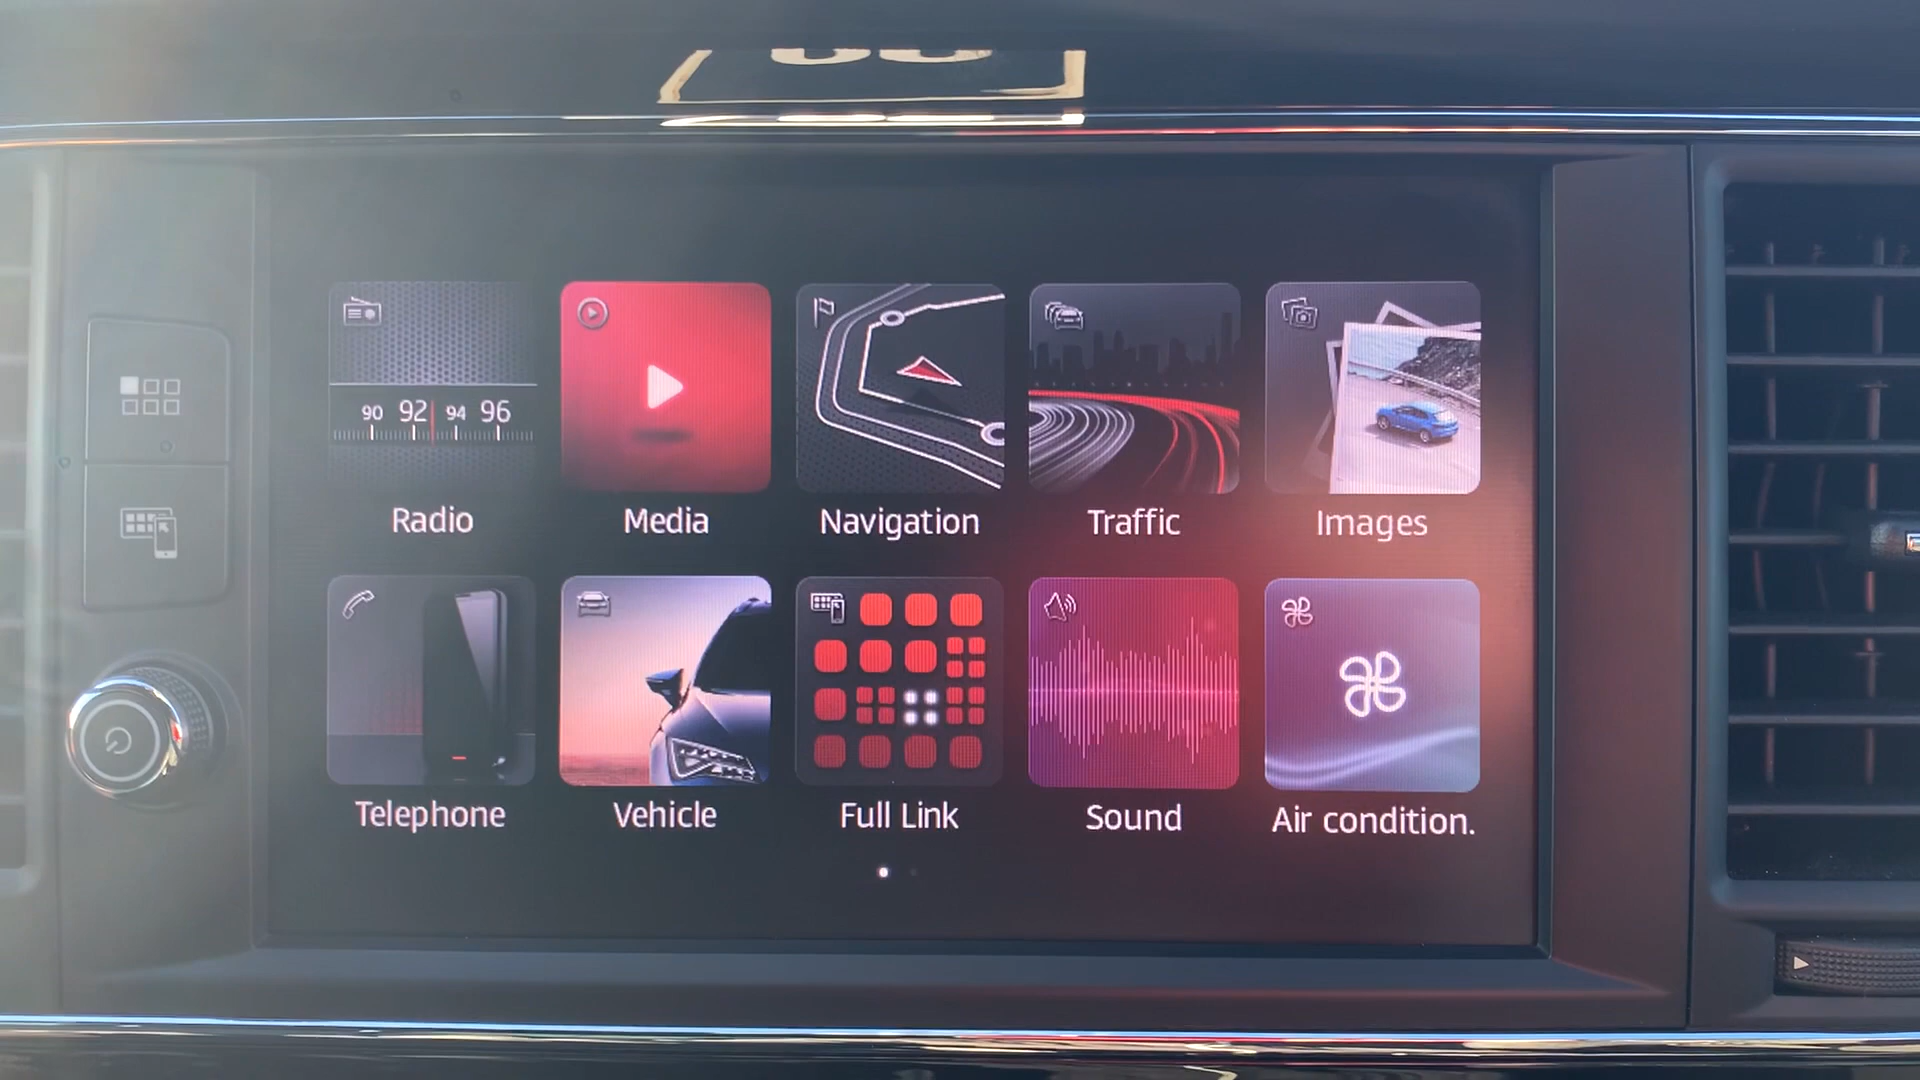 90 92 94 96
Radio
Media
Navigation
Traffic
Images
Telephone
Vehicle
Full Link
Sound
Air condition.